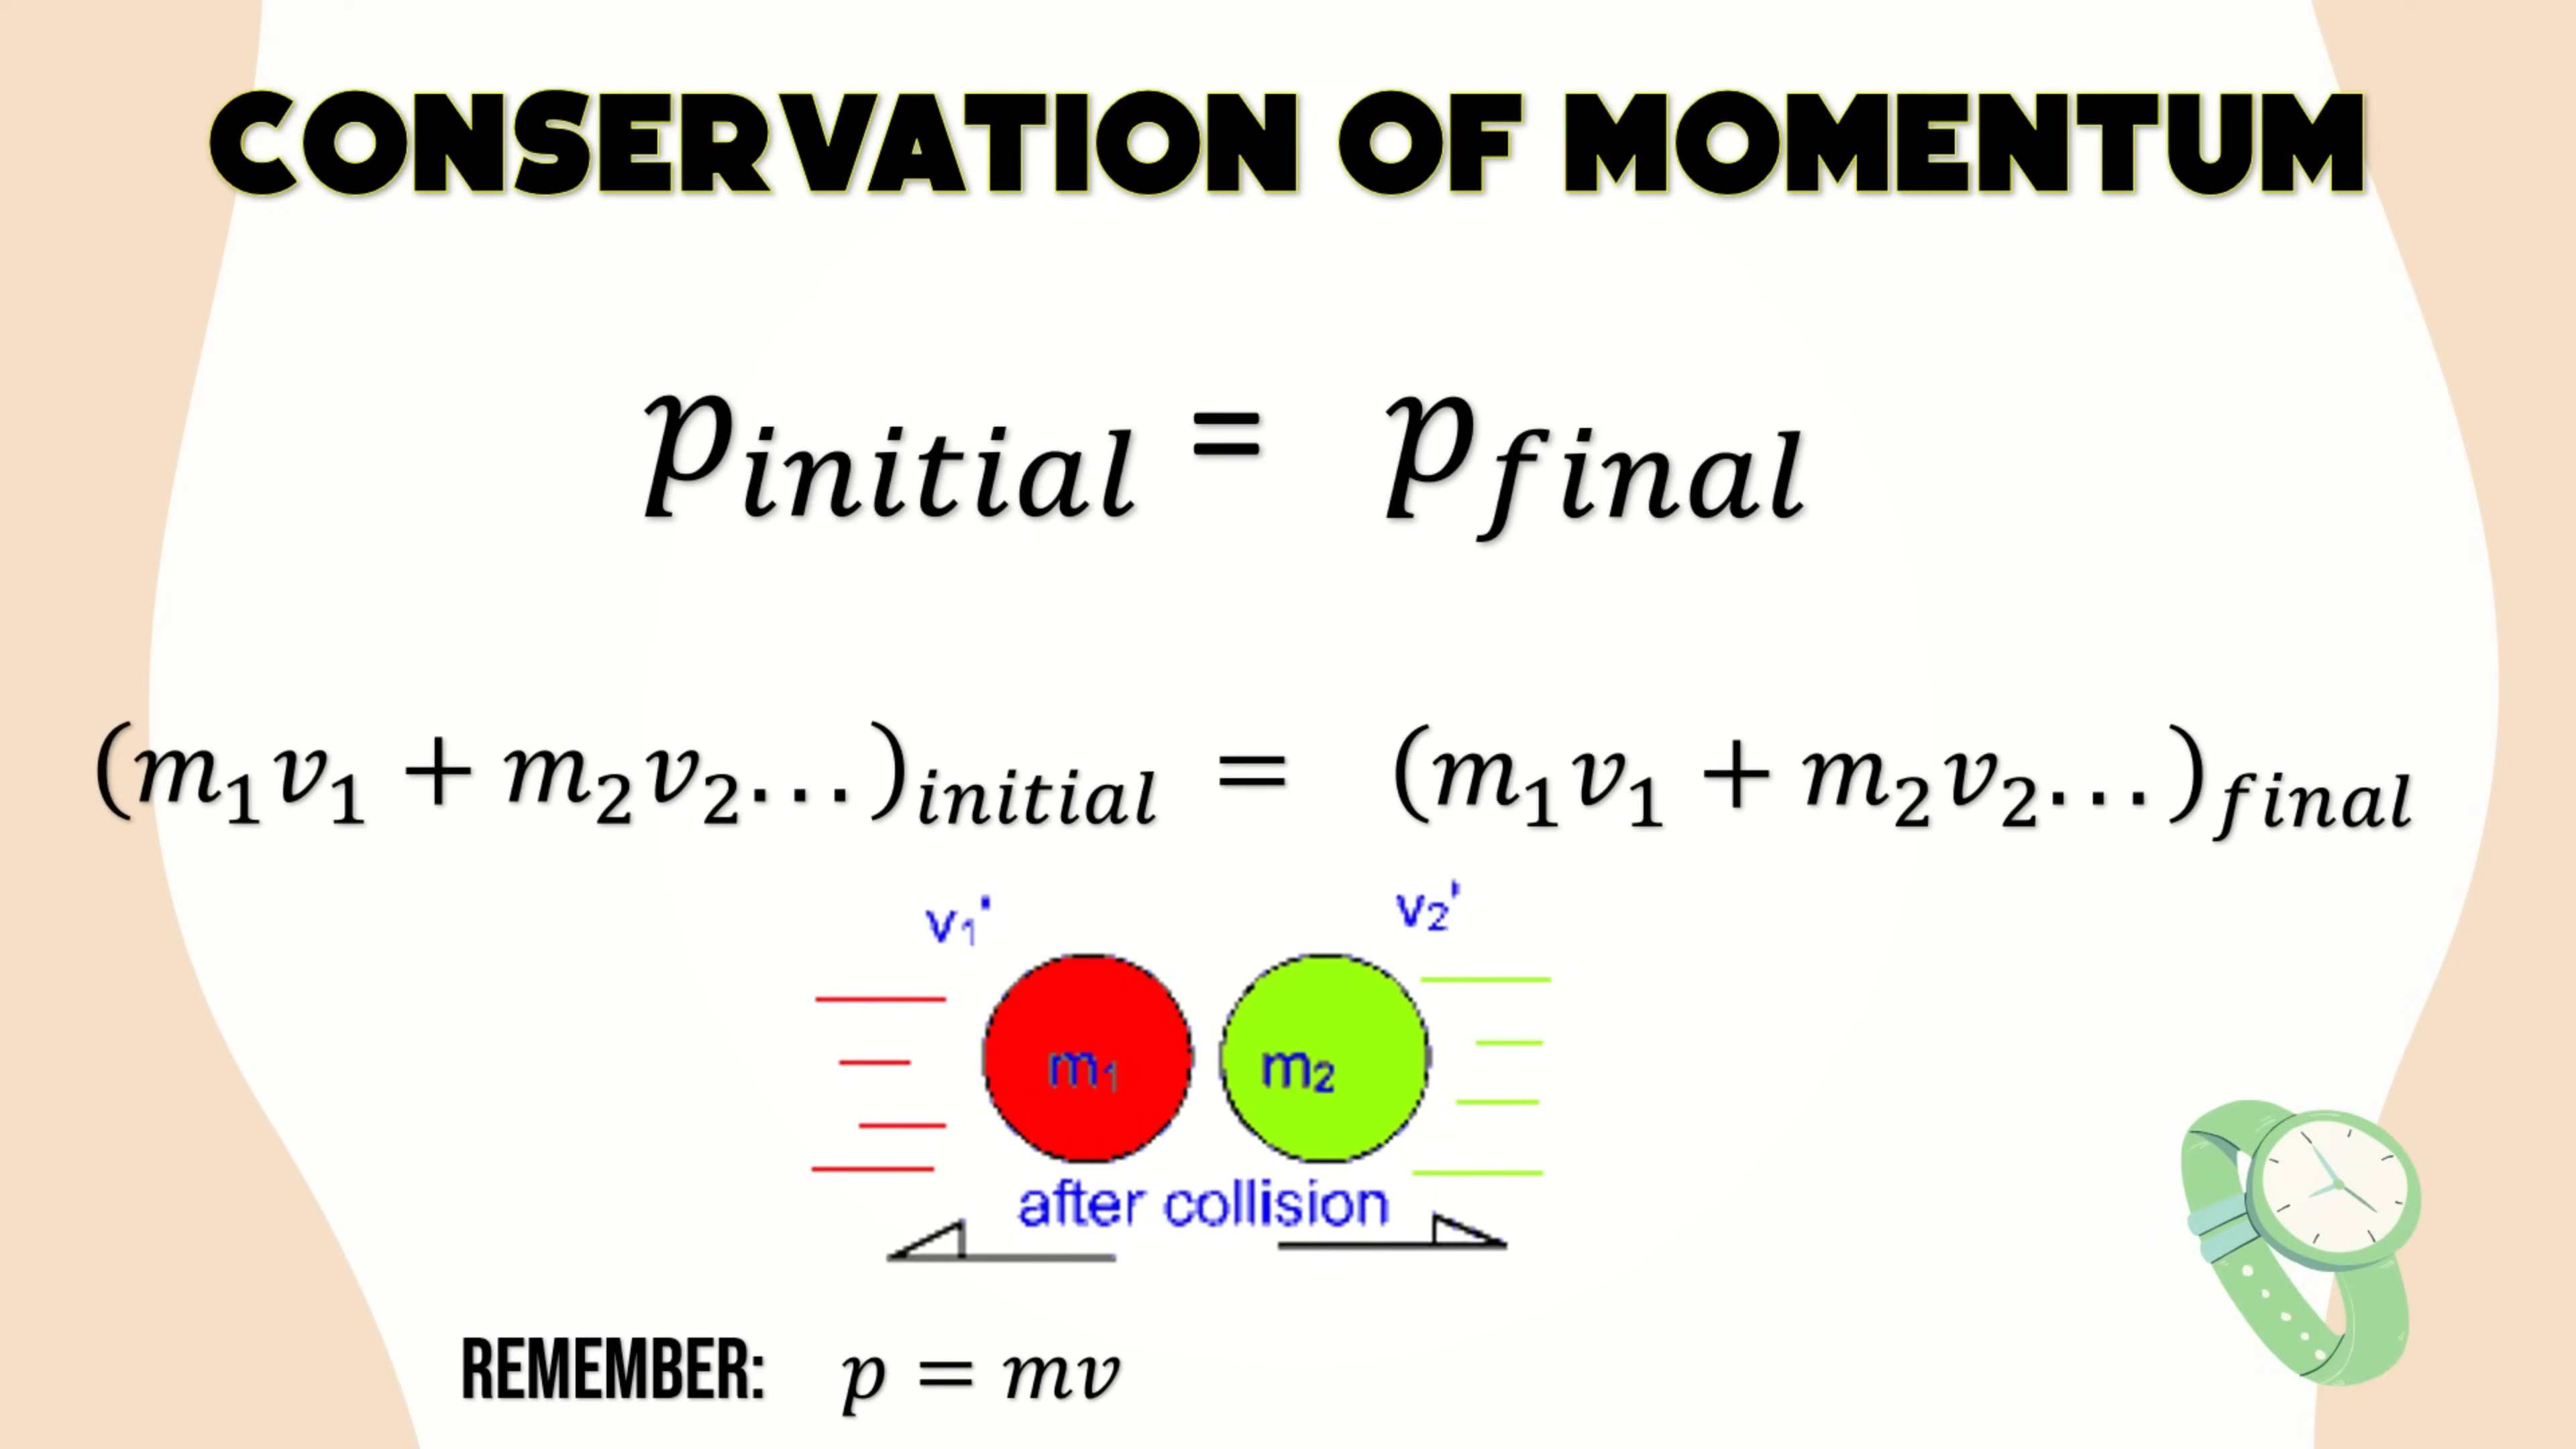 CONSERVATION OF MOMENTUM
p_initial = p_final
(m₁v₁ + m₂v₂...)_initial = (m₁v₁ + m₂v₂...)_final
v₁' v₂'
m₁ m₂
after collision
REMEMBER: p = mv